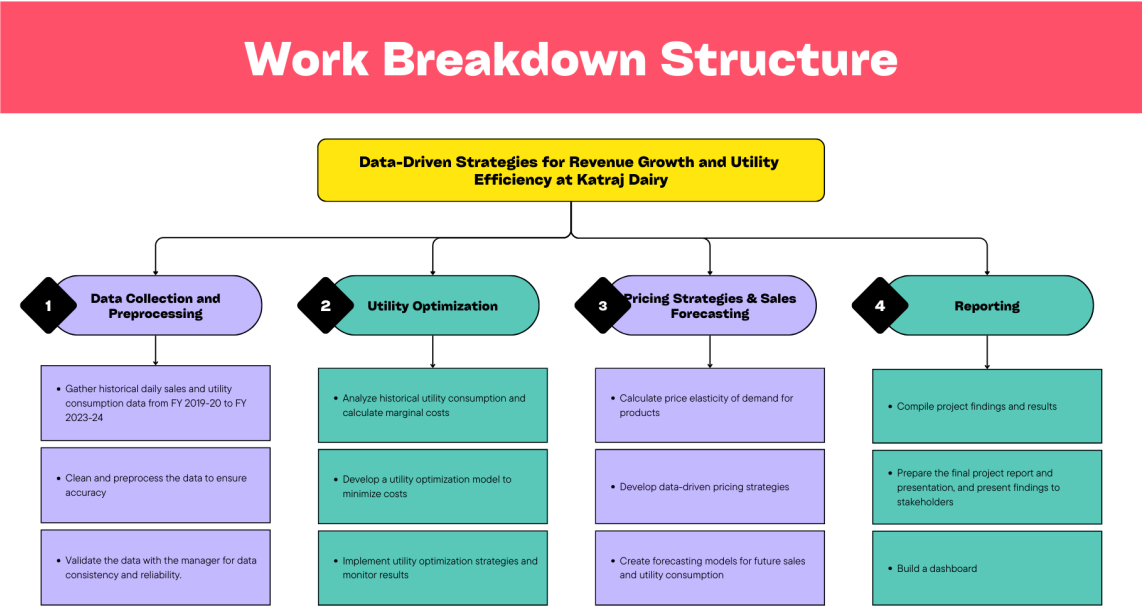 Work Breakdown Structure
Data-Driven Strategies for Revenue Growth and Utility
Efficiency at Katraj Dairy
1
Data Collection and
Preprocessing
• Gather historical daily sales and utility
consumption data from FY 2019-20 to FY
2023-24
• Clean and preprocess the data to ensure
accuracy
• Validate the data with the manager for data
consistency and reliability.
2
Utility Optimization
• Analyze historical utility consumption and
calculate marginal costs
• Develop a utility optimization model to
minimize costs
• Implement utility optimization strategies and
monitor results
3
Pricing Strategies & Sales
Forecasting
• Calculate price elasticity of demand for
products
• Develop data-driven pricing strategies
• Create forecasting models for future sales
and utility consumption
4
Reporting
• Compile project findings and results
• Prepare the final project report and
presentation, and present findings to
stakeholders
• Build a dashboard